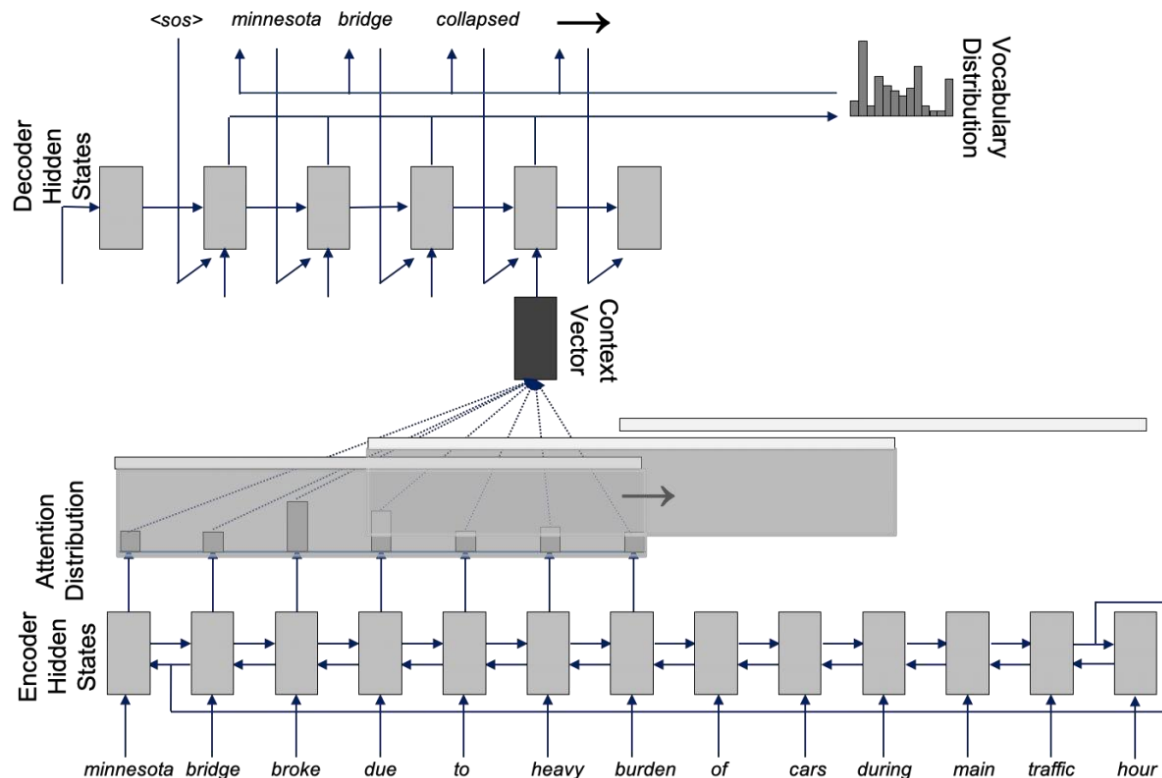 <sos> minnesota bridge collapsed
Vocabulary
Distribution
Decoder
Hidden
States
Context
Vector
Attention
Distribution
Encoder
Hidden
States
minnesota bridge broke due to heavy burden of cars during main traffic hour